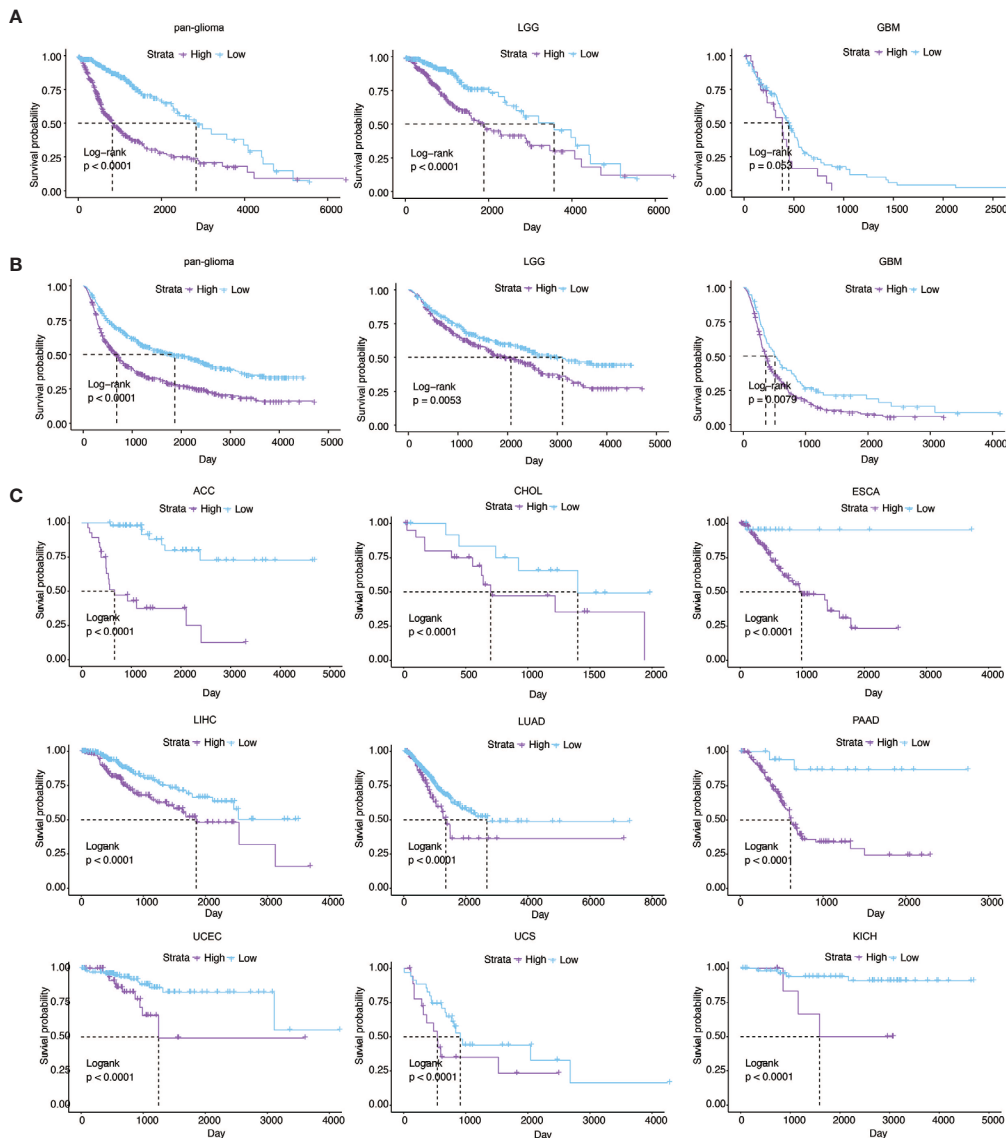 A
pan-glioma
LGG
GBM
Strata High Low
Strata High Low
Strata High Low
Survival probability
1.00
0.75
0.50
0.25
0.00
Log-rank
p < 0.0001
0 2000 4000 6000
Day
Survival probability
1.00
0.75
0.50
0.25
0.00
Log-rank
p < 0.0001
0 2000 4000 6000
Day
Survival probability
1.00
0.75
0.50
0.25
0.00
Log-rank
p = 0.053
0 500 1000 1500 2000 2500
Day
B
pan-glioma
LGG
GBM
Strata High Low
Strata High Low
Strata High Low
Survival probability
1.00
0.75
0.50
0.25
0.00
Log-rank
p < 0.0001
0 1000 2000 3000 4000 5000
Day
Survival probability
1.00
0.75
0.50
0.25
0.00
Log-rank
p = 0.0053
0 1000 2000 3000 4000 5000
Day
Survival probability
1.00
0.75
0.50
0.25
0.00
Log-rank
p = 0.0079
0 1000 2000 3000 4000
Day
C
ACC
CHOL
ESCA
Strata High Low
Strata High Low
Strata High Low
Suvival probability
1.00
0.75
0.50
0.25
0.00
Logrank
p < 0.0001
0 1000 2000 3000 4000 5000
Day
Suvival probability
1.00
0.75
0.50
0.25
0.00
Logrank
p < 0.0001
0 500 1000 1500 2000
Day
Suvival probability
1.00
0.75
0.50
0.25
0.00
Logrank
p < 0.0001
0 1000 2000 3000 4000
Day
LIHC
LUAD
PAAD
Strata High Low
Strata High Low
Strata High Low
Suvival probability
1.00
0.75
0.50
0.25
0.00
Logrank
p < 0.0001
0 1000 2000 3000 4000
Day
Suvival probability
1.00
0.75
0.50
0.25
0.00
Logrank
p < 0.0001
0 2000 4000 6000 8000
Day
Suvival probability
1.00
0.75
0.50
0.25
0.00
Logrank
p < 0.0001
0 1000 2000 3000
Day
UCEC
UCS
KICH
Strata High Low
Strata High Low
Strata High Low
Suvival probability
1.00
0.75
0.50
0.25
0.00
Logrank
p < 0.0001
0 1000 2000 3000 4000
Day
Suvival probability
1.00
0.75
0.50
0.25
0.00
Logrank
p < 0.0001
0 1000 2000 3000 4000
Day
Suvival probability
1.00
0.75
0.50
0.25
0.00
Logrank
p < 0.0001
0 1000 2000 3000 4000 5000
Day